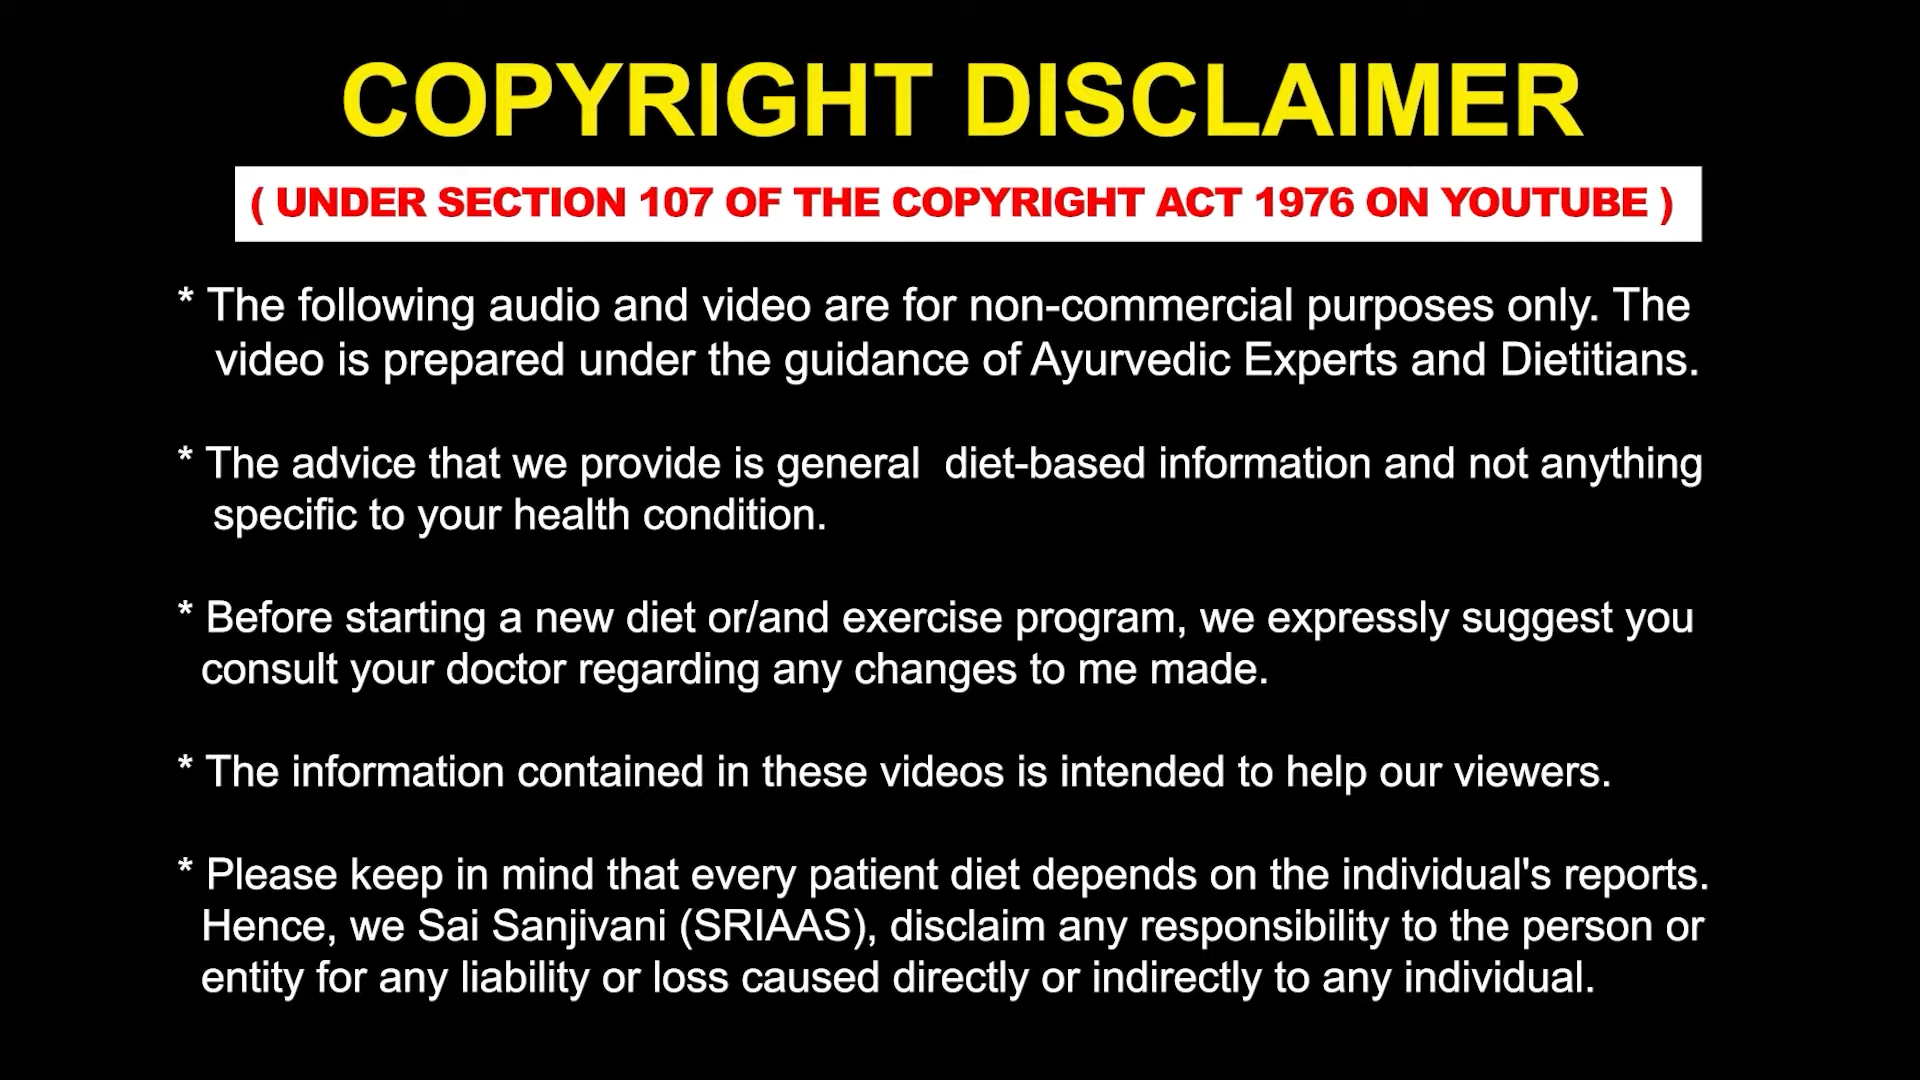 COPYRIGHT DISCLAIMER
( UNDER SECTION 107 OF THE COPYRIGHT ACT 1976 ON YOUTUBE )
* The following audio and video are for non-commercial purposes only. The
video is prepared under the guidance of Ayurvedic Experts and Dietitians.
* The advice that we provide is general  diet-based information and not anything
specific to your health condition.
* Before starting a new diet or/and exercise program, we expressly suggest you
consult your doctor regarding any changes to me made.
* The information contained in these videos is intended to help our viewers.
* Please keep in mind that every patient diet depends on the individual's reports.
Hence, we Sai Sanjivani (SRIAAS), disclaim any responsibility to the person or
entity for any liability or loss caused directly or indirectly to any individual.